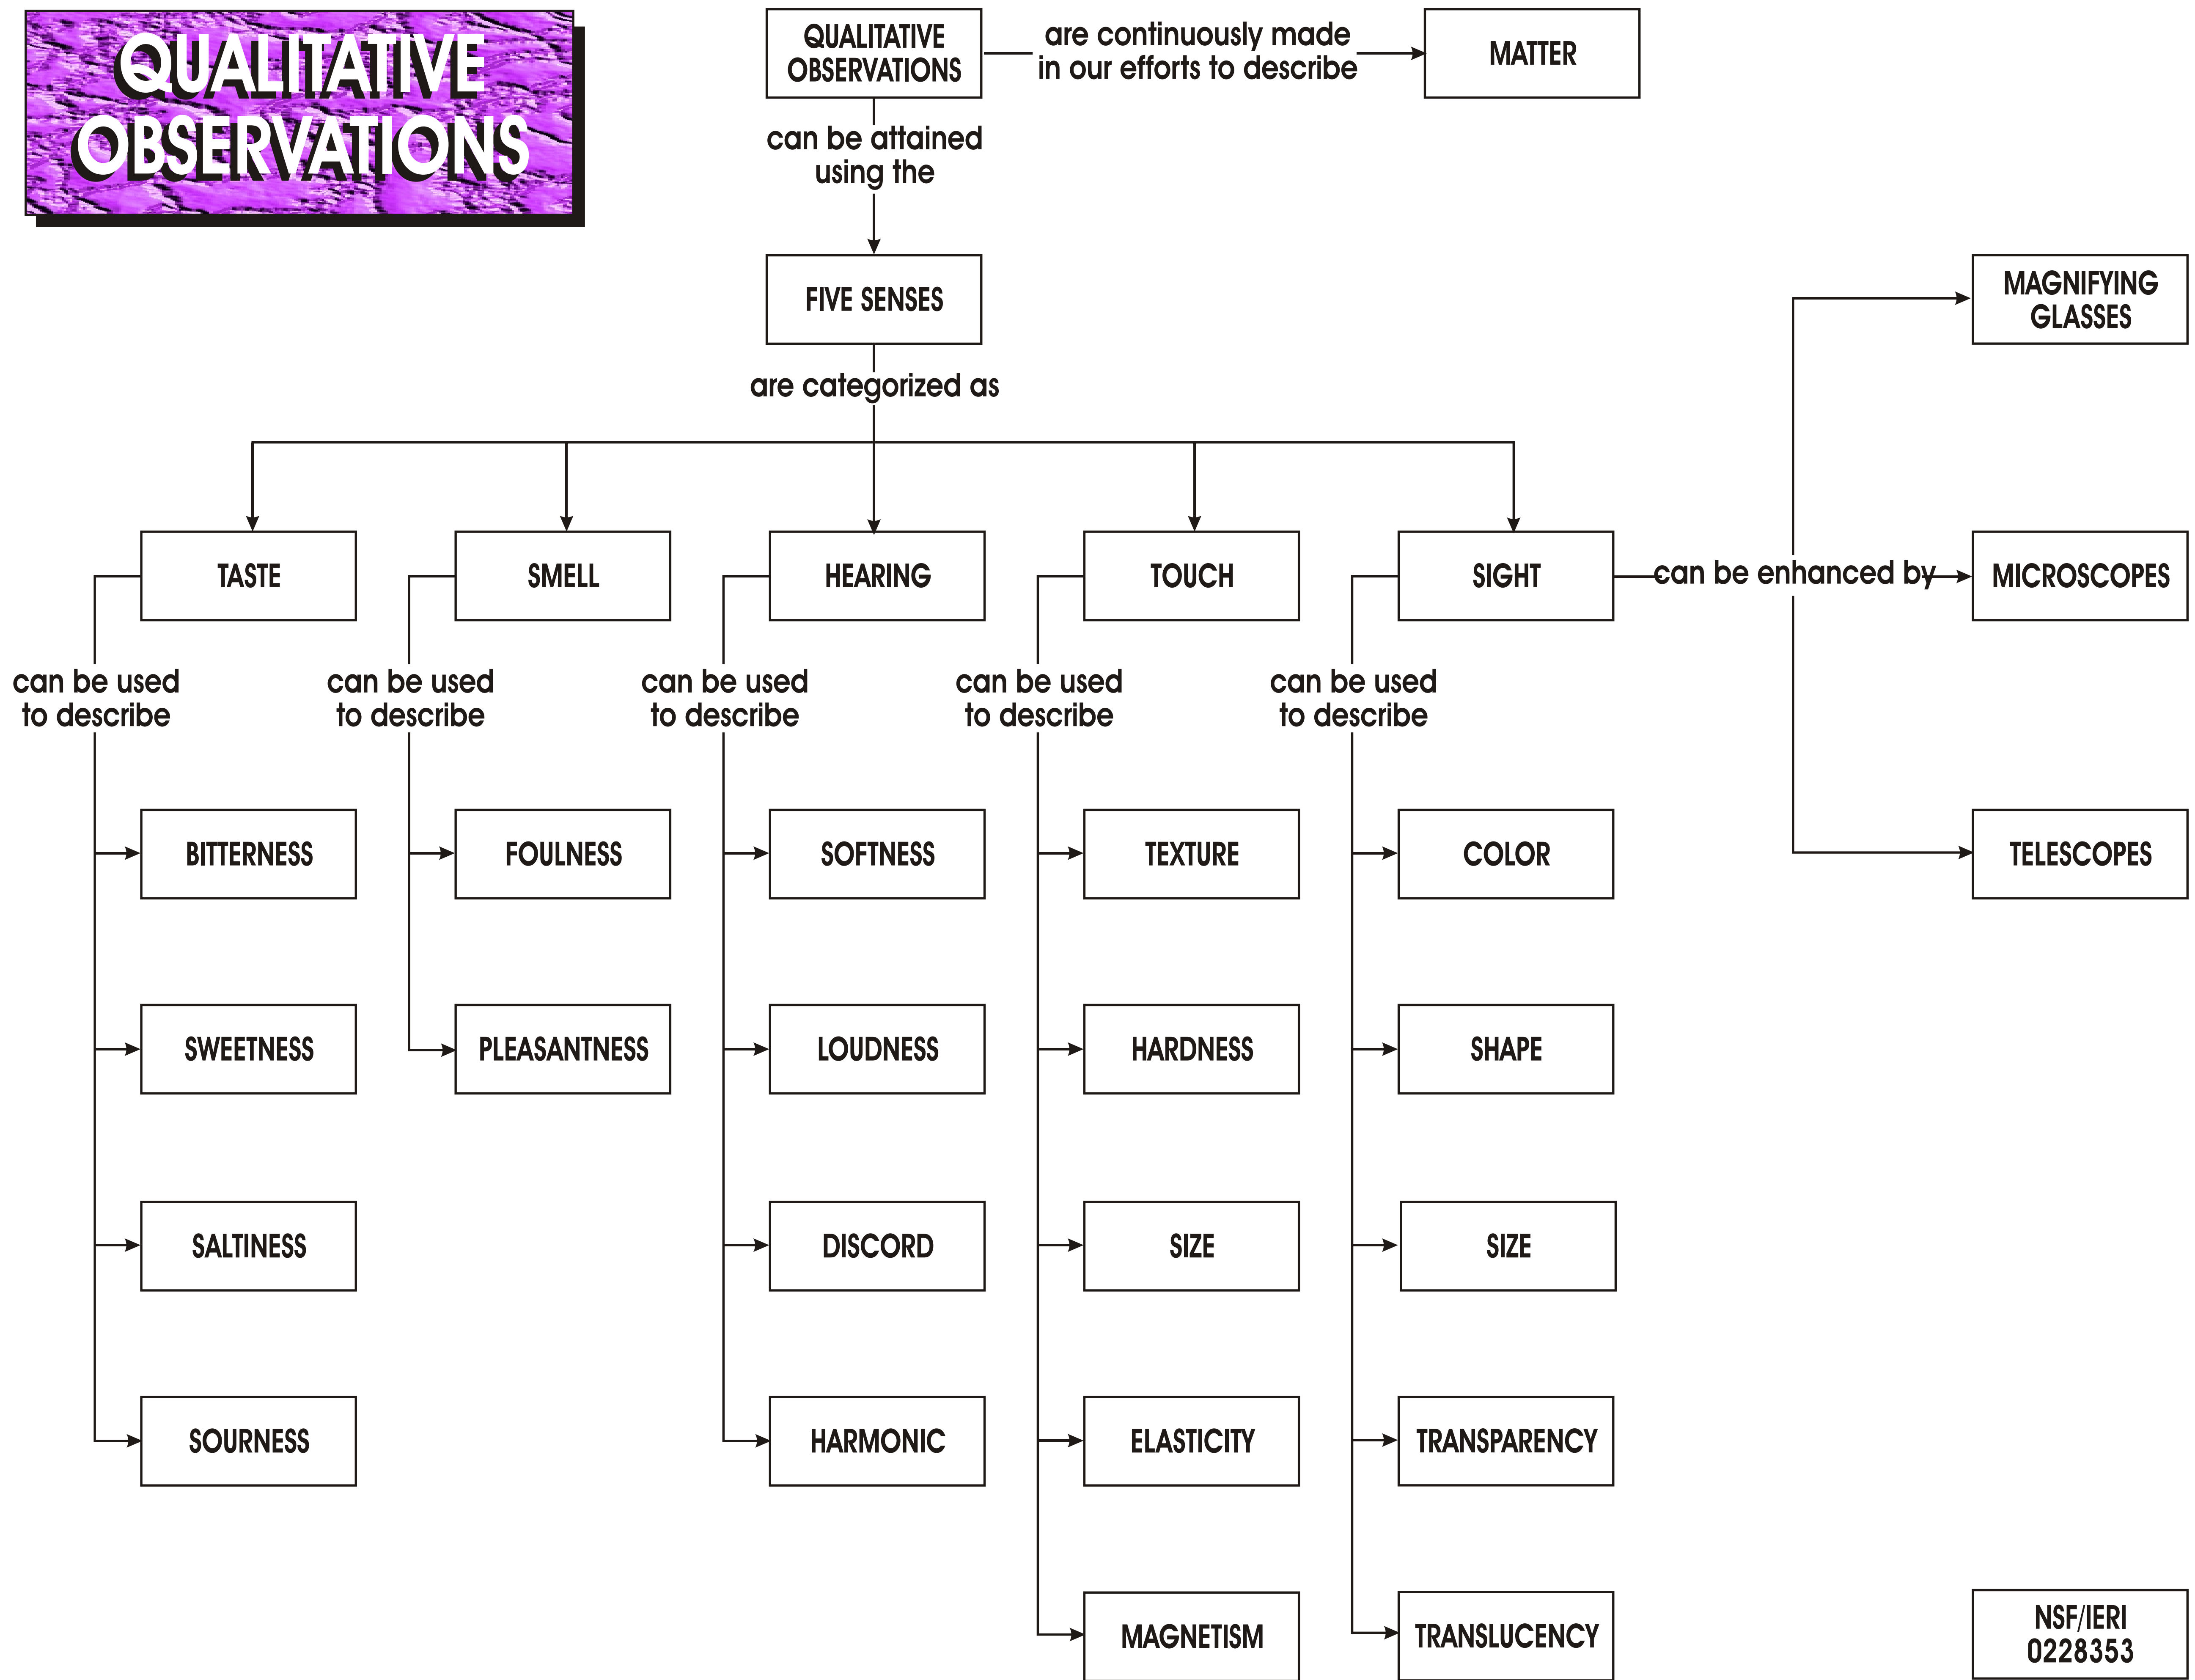 QUALITATIVE
OBSERVATIONS
QUALITATIVE
OBSERVATIONS
are continuously made
in our efforts to describe
MATTER
can be attained
using the
FIVE SENSES
are categorized as
MAGNIFYING
GLASSES
TASTE
SMELL
HEARING
TOUCH
SIGHT
can be enhanced by
MICROSCOPES
TELESCOPES
can be used
to describe
can be used
to describe
can be used
to describe
can be used
to describe
can be used
to describe
BITTERNESS
FOULNESS
SOFTNESS
TEXTURE
COLOR
SWEETNESS
PLEASANTNESS
LOUDNESS
HARDNESS
SHAPE
SALTINESS
DISCORD
SIZE
SIZE
SOURNESS
HARMONIC
ELASTICITY
TRANSPARENCY
MAGNETISM
TRANSLUCENCY
NSF/IERI
0228353